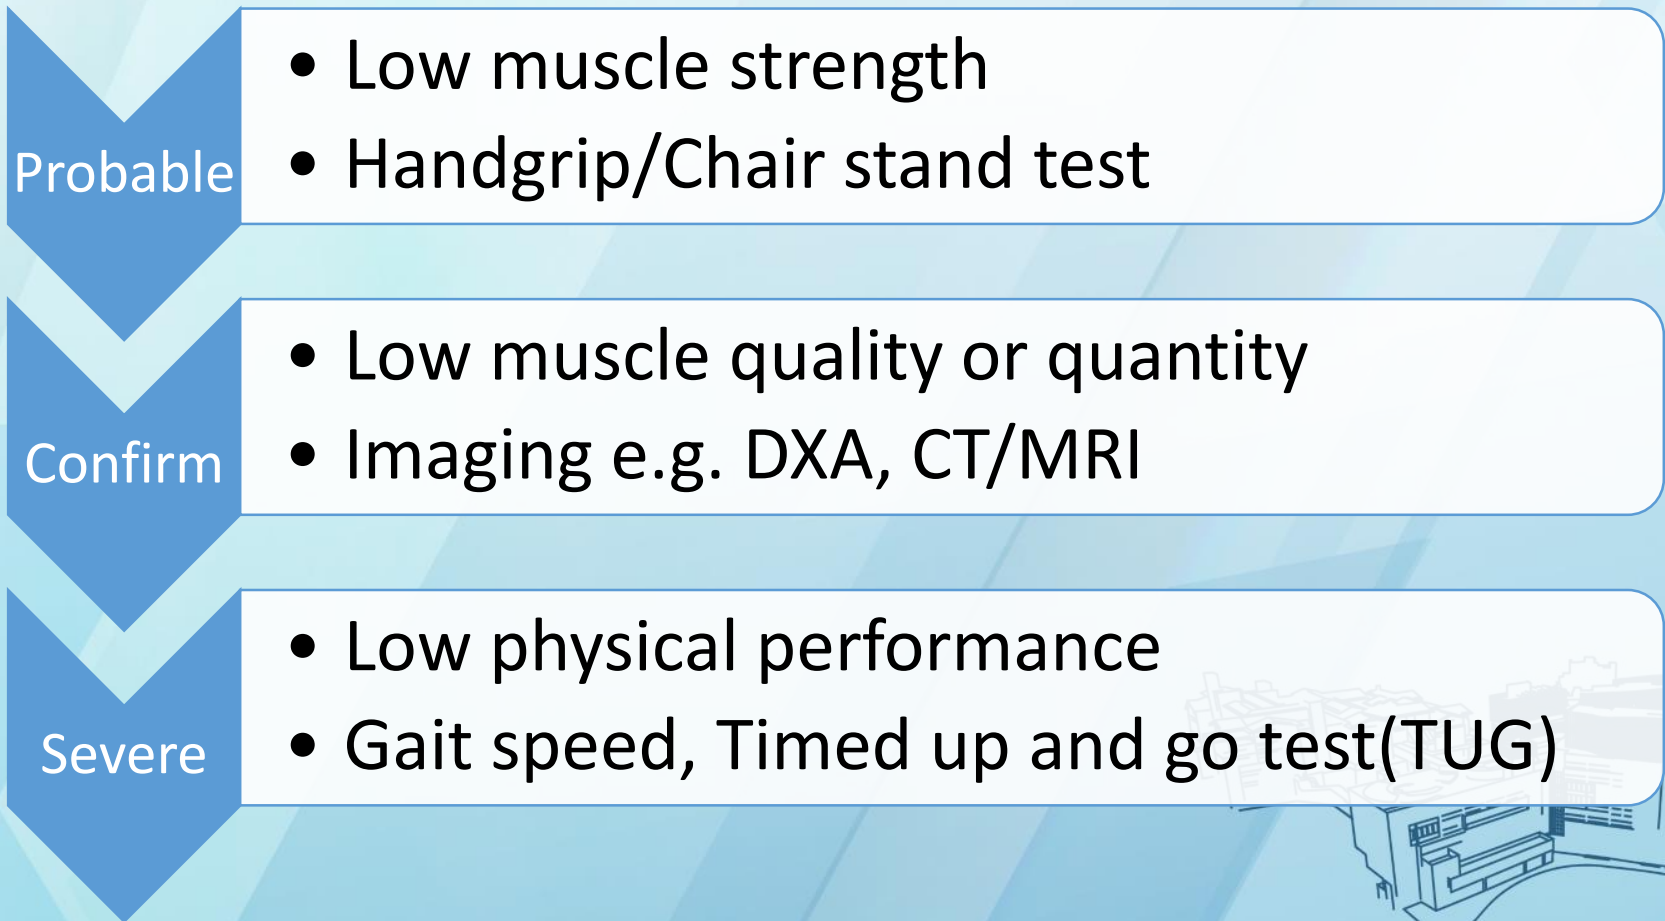 Probable
• Low muscle strength
• Handgrip/Chair stand test
Confirm
• Low muscle quality or quantity
• Imaging e.g. DXA, CT/MRI
Severe
• Low physical performance
• Gait speed, Timed up and go test(TUG)